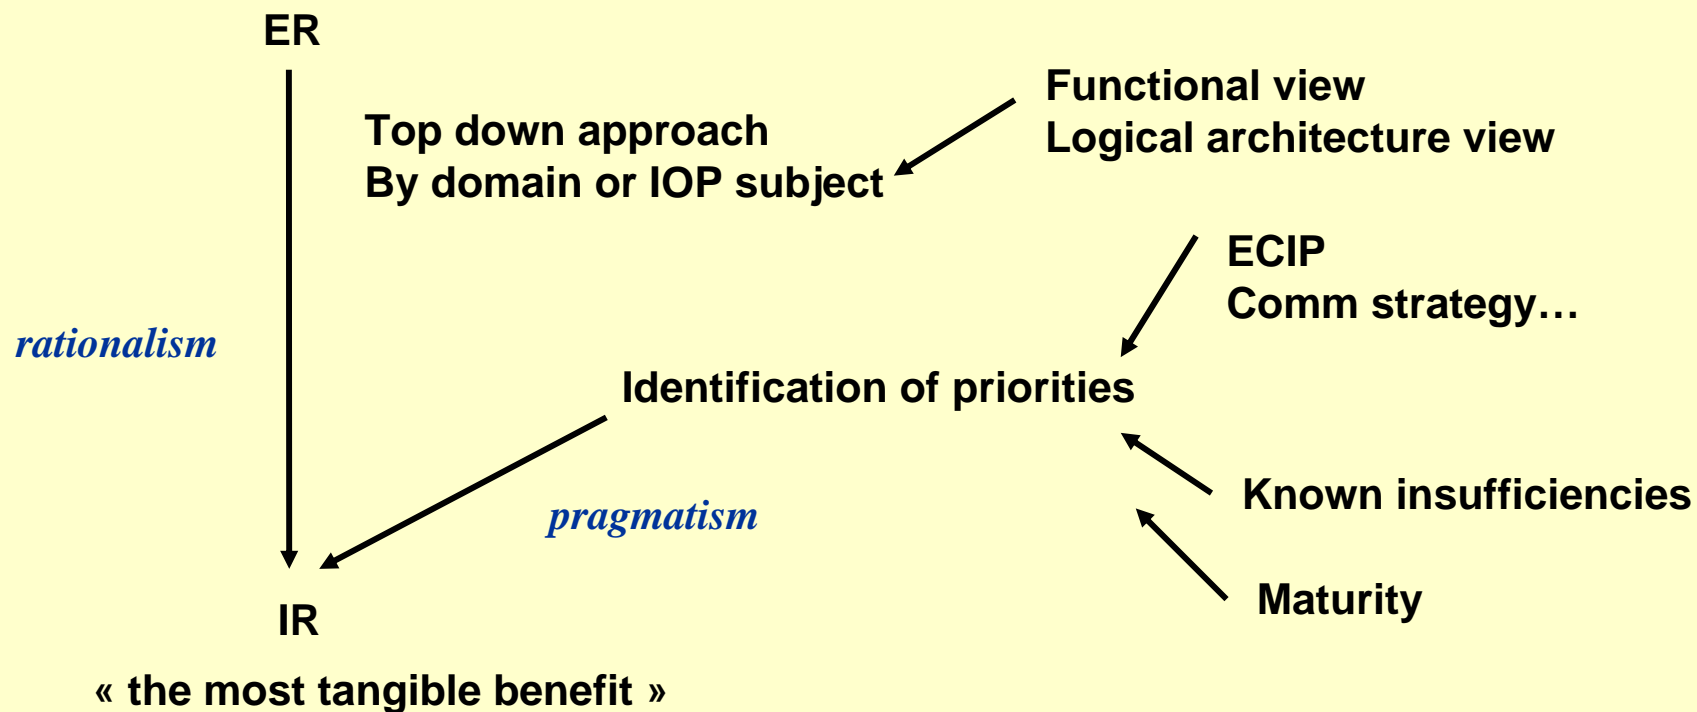 ER
Functional view
Logical architecture view
Top down approach
By domain or IOP subject
ECIP
Comm strategy…
rationalism
Identification of priorities
Known insufficiencies
pragmatism
Maturity
IR
« the most tangible benefit »